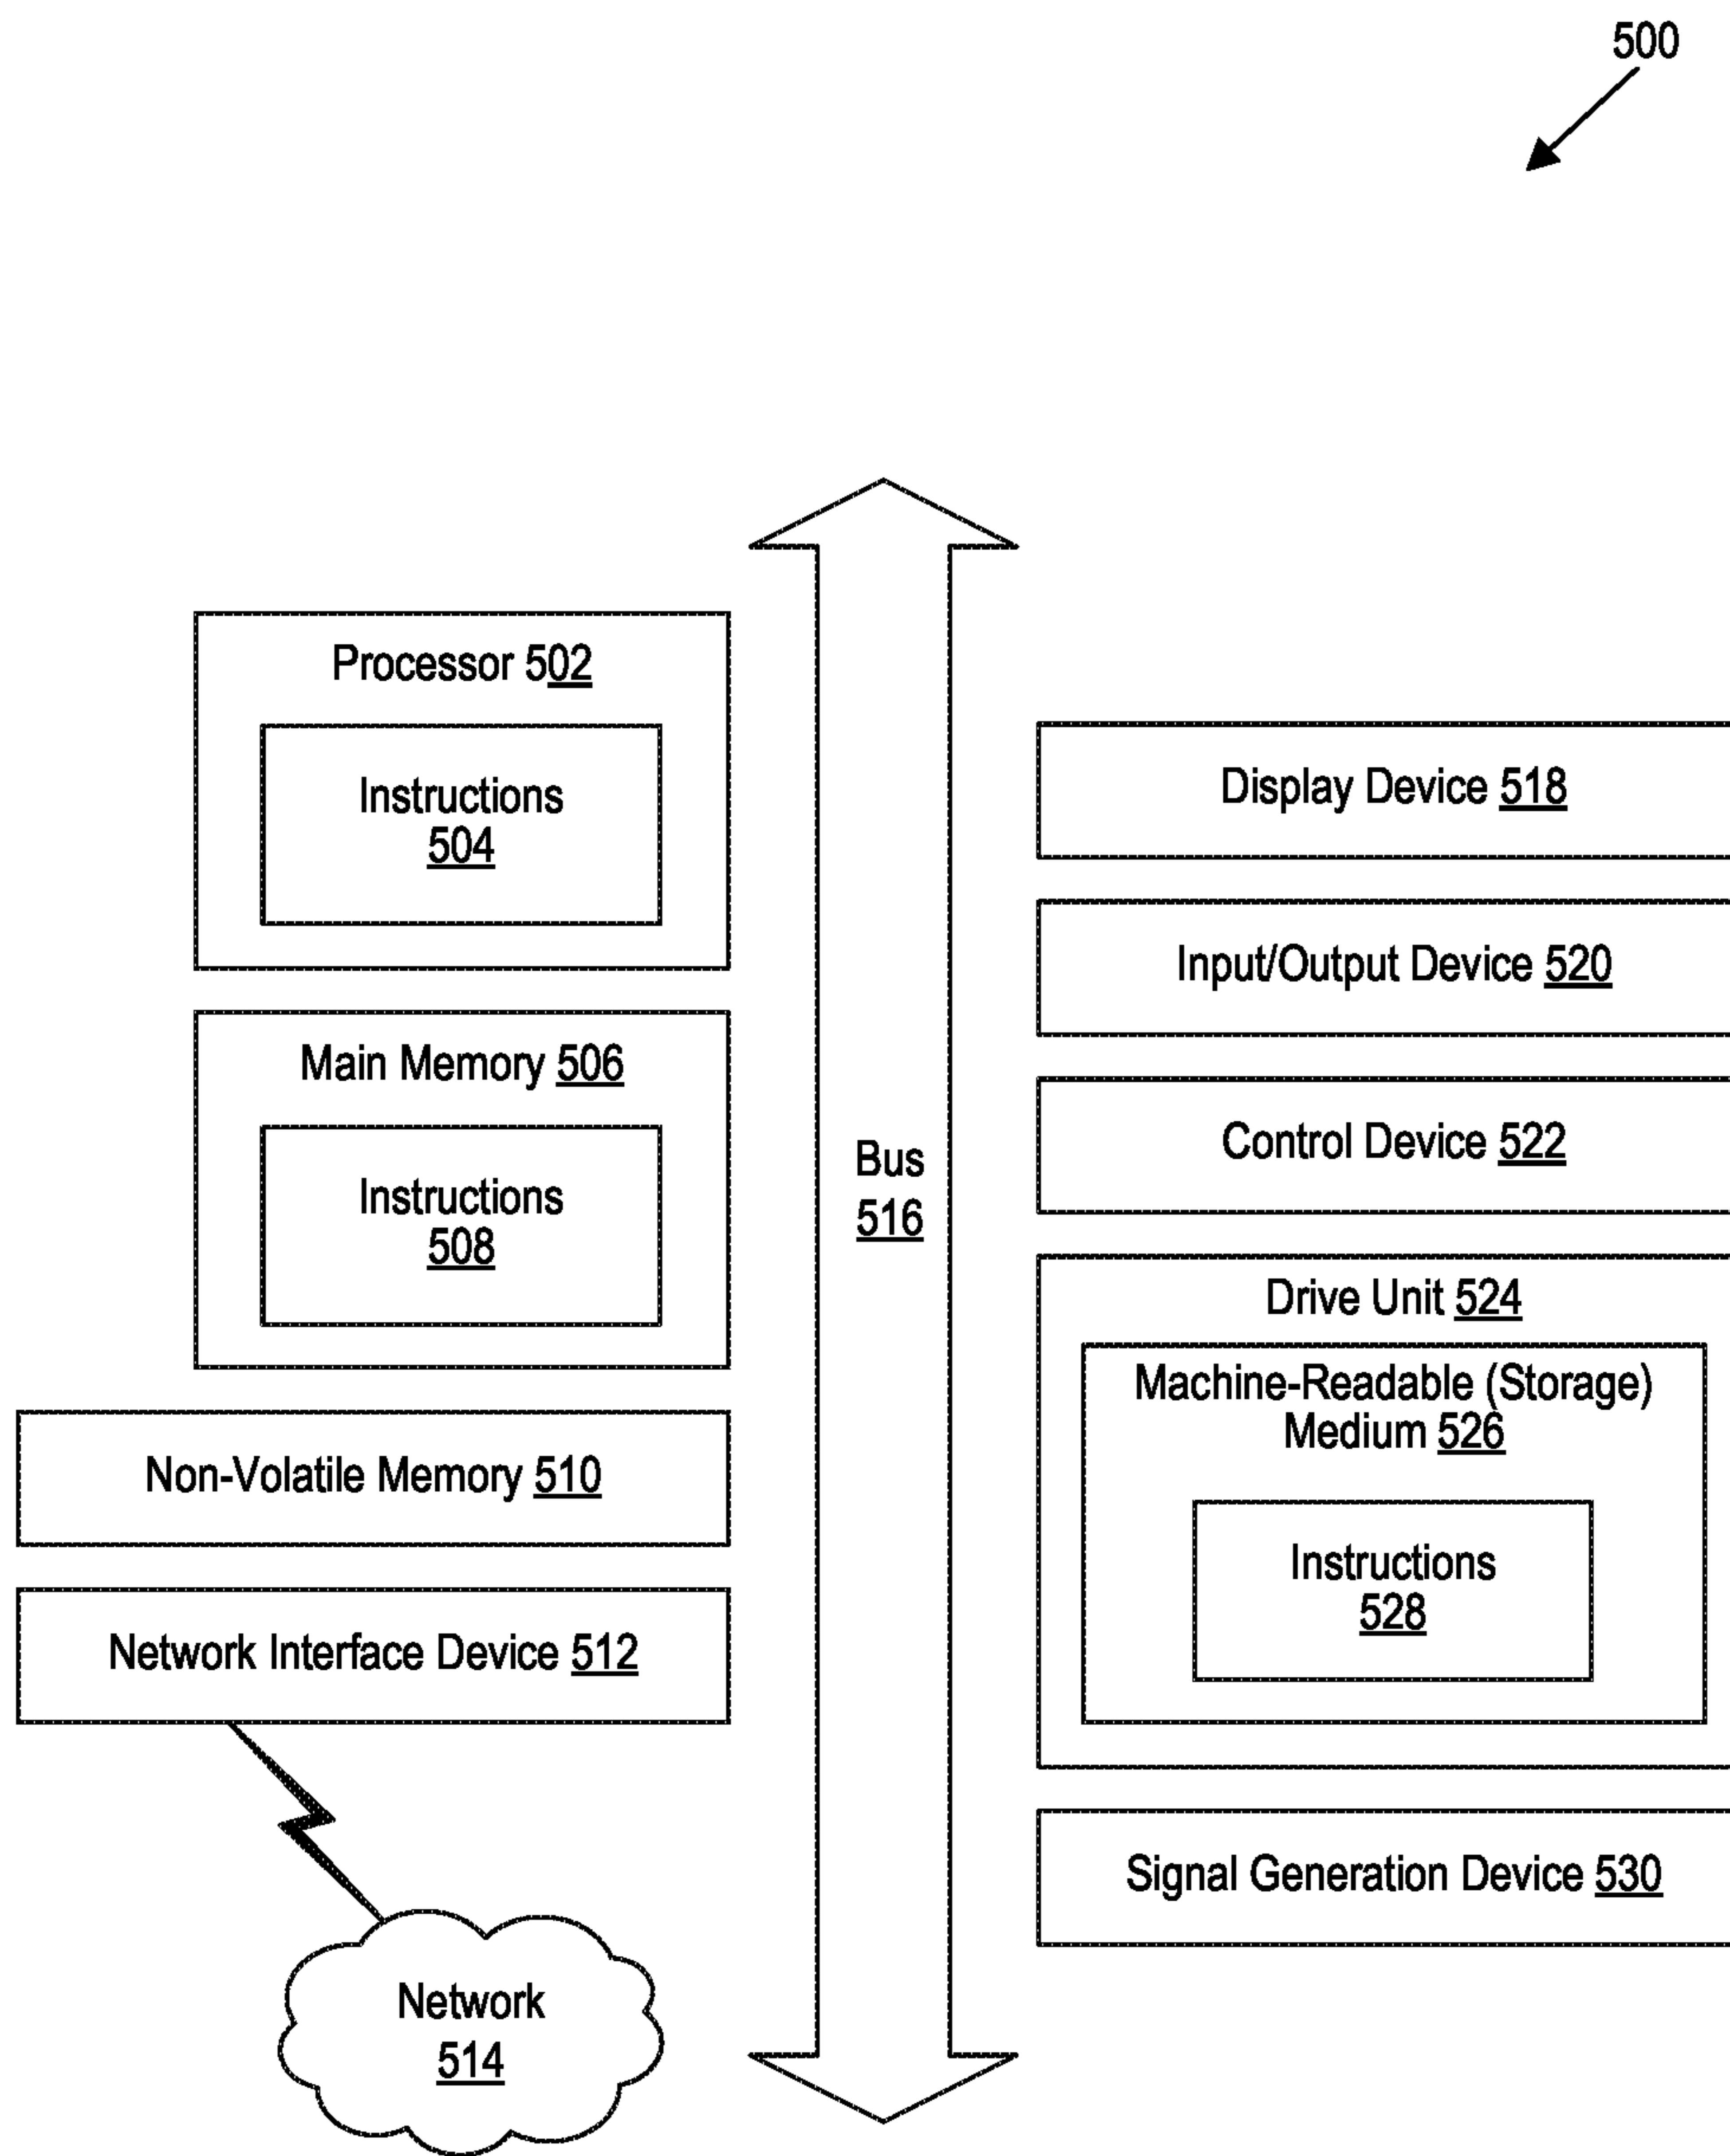 500
Processor 502
Instructions
504
Main Memory 506
Instructions
508
Non-Volatile Memory 510
Network Interface Device 512
Network
514
Bus
516
Display Device 518
Input/Output Device 520
Control Device 522
Drive Unit 524
Machine-Readable (Storage)
Medium 526
Instructions
528
Signal Generation Device 530